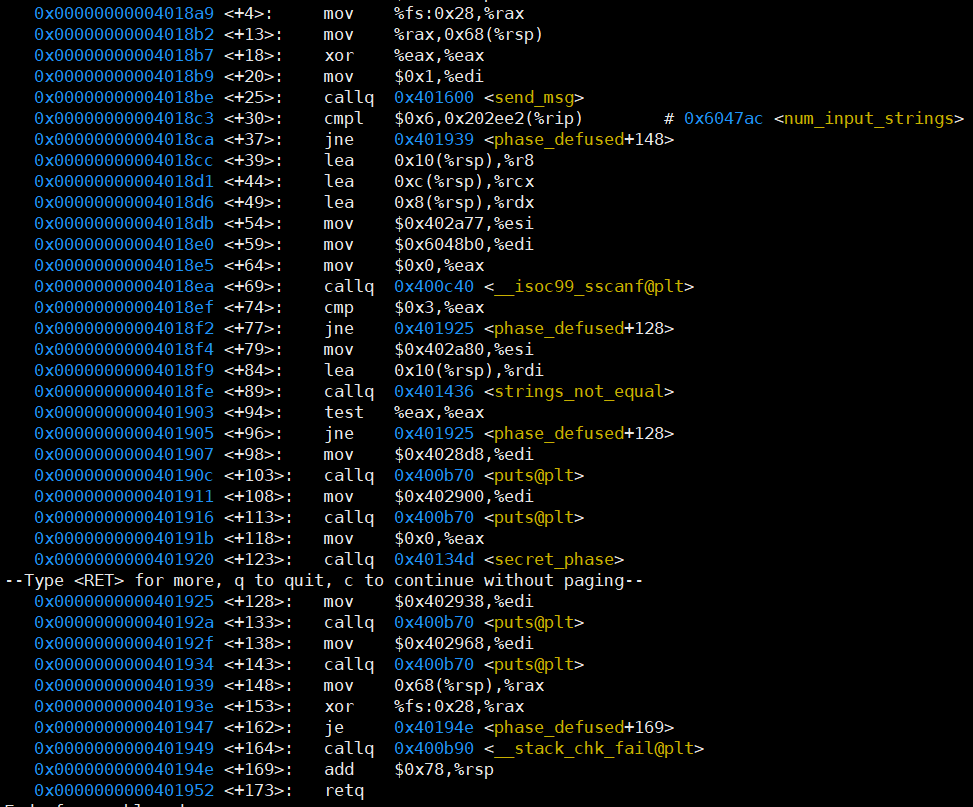 0x00000000004018a9 <+4>: mov %fs:0x28,%rax
0x00000000004018b2 <+13>: mov %rax,0x68(%rsp)
0x00000000004018b7 <+18>: xor %eax,%eax
0x00000000004018b9 <+20>: mov $0x1,%edi
0x00000000004018be <+25>: callq 0x401600 <send_msg>
0x00000000004018c3 <+30>: cmpl $0x6,0x202ee2(%rip) # 0x6047ac <num_input_strings>
0x00000000004018ca <+37>: jne 0x401939 <phase_defused+148>
0x00000000004018cc <+39>: lea 0x10(%rsp),%r8
0x00000000004018d1 <+44>: lea 0xc(%rsp),%rcx
0x00000000004018d6 <+49>: lea 0x8(%rsp),%rdx
0x00000000004018db <+54>: mov $0x402a77,%esi
0x00000000004018e0 <+59>: mov $0x6048b0,%edi
0x00000000004018e5 <+64>: mov $0x0,%eax
0x00000000004018ea <+69>: callq 0x400c40 <__isoc99_sscanf@plt>
0x00000000004018ef <+74>: cmp $0x3,%eax
0x00000000004018f2 <+77>: jne 0x401925 <phase_defused+128>
0x00000000004018f4 <+79>: mov $0x402a80,%esi
0x00000000004018f9 <+84>: lea 0x10(%rsp),%rdi
0x00000000004018fe <+89>: callq 0x401436 <strings_not_equal>
0x0000000000401903 <+94>: test %eax,%eax
0x0000000000401905 <+96>: jne 0x401925 <phase_defused+128>
0x0000000000401907 <+98>: mov $0x4028d8,%edi
0x000000000040190c <+103>: callq 0x400b70 <puts@plt>
0x0000000000401911 <+108>: mov $0x402900,%edi
0x0000000000401916 <+113>: callq 0x400b70 <puts@plt>
0x000000000040191b <+118>: mov $0x0,%eax
0x0000000000401920 <+123>: callq 0x40134d <secret_phase>
--Type <RET> for more, q to quit, c to continue without paging--
0x0000000000401925 <+128>: mov $0x402938,%edi
0x000000000040192a <+133>: callq 0x400b70 <puts@plt>
0x000000000040192f <+138>: mov $0x402968,%edi
0x0000000000401934 <+143>: callq 0x400b70 <puts@plt>
0x0000000000401939 <+148>: mov 0x68(%rsp),%rax
0x000000000040193e <+153>: xor %fs:0x28,%rax
0x0000000000401947 <+162>: je 0x40194e <phase_defused+169>
0x0000000000401949 <+164>: callq 0x400b90 <__stack_chk_fail@plt>
0x000000000040194e <+169>: add $0x78,%rsp
0x0000000000401952 <+173>: retq